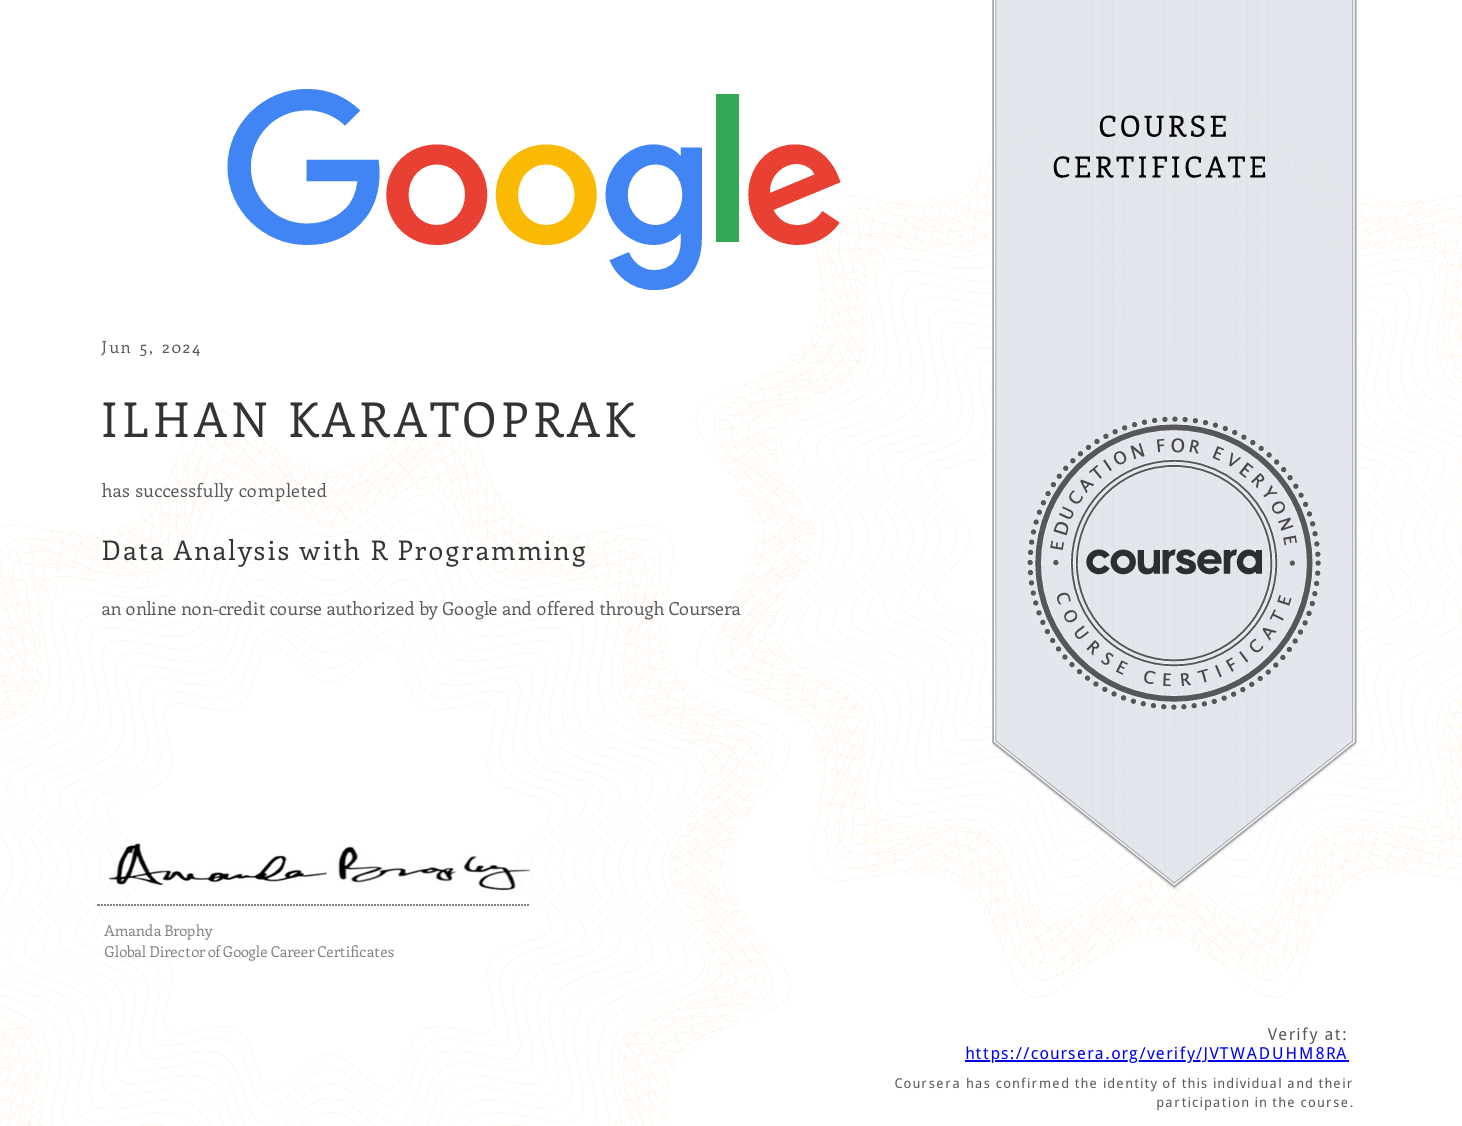 Google
COURSE
CERTIFICATE
Jun 5, 2024
ILHAN KARATOPRAK
has successfully completed
Data Analysis with R Programming
an online non-credit course authorized by Google and offered through Coursera
EDUCATION FOR EVERYONE
coursera
COURSE CERTIFICATE
Amanda Brophy
Amanda Brophy
Global Director of Google Career Certificates
Verify at:
https://coursera.org/verify/JVTWADUHM8RA
Coursera has confirmed the identity of this individual and their
participation in the course.